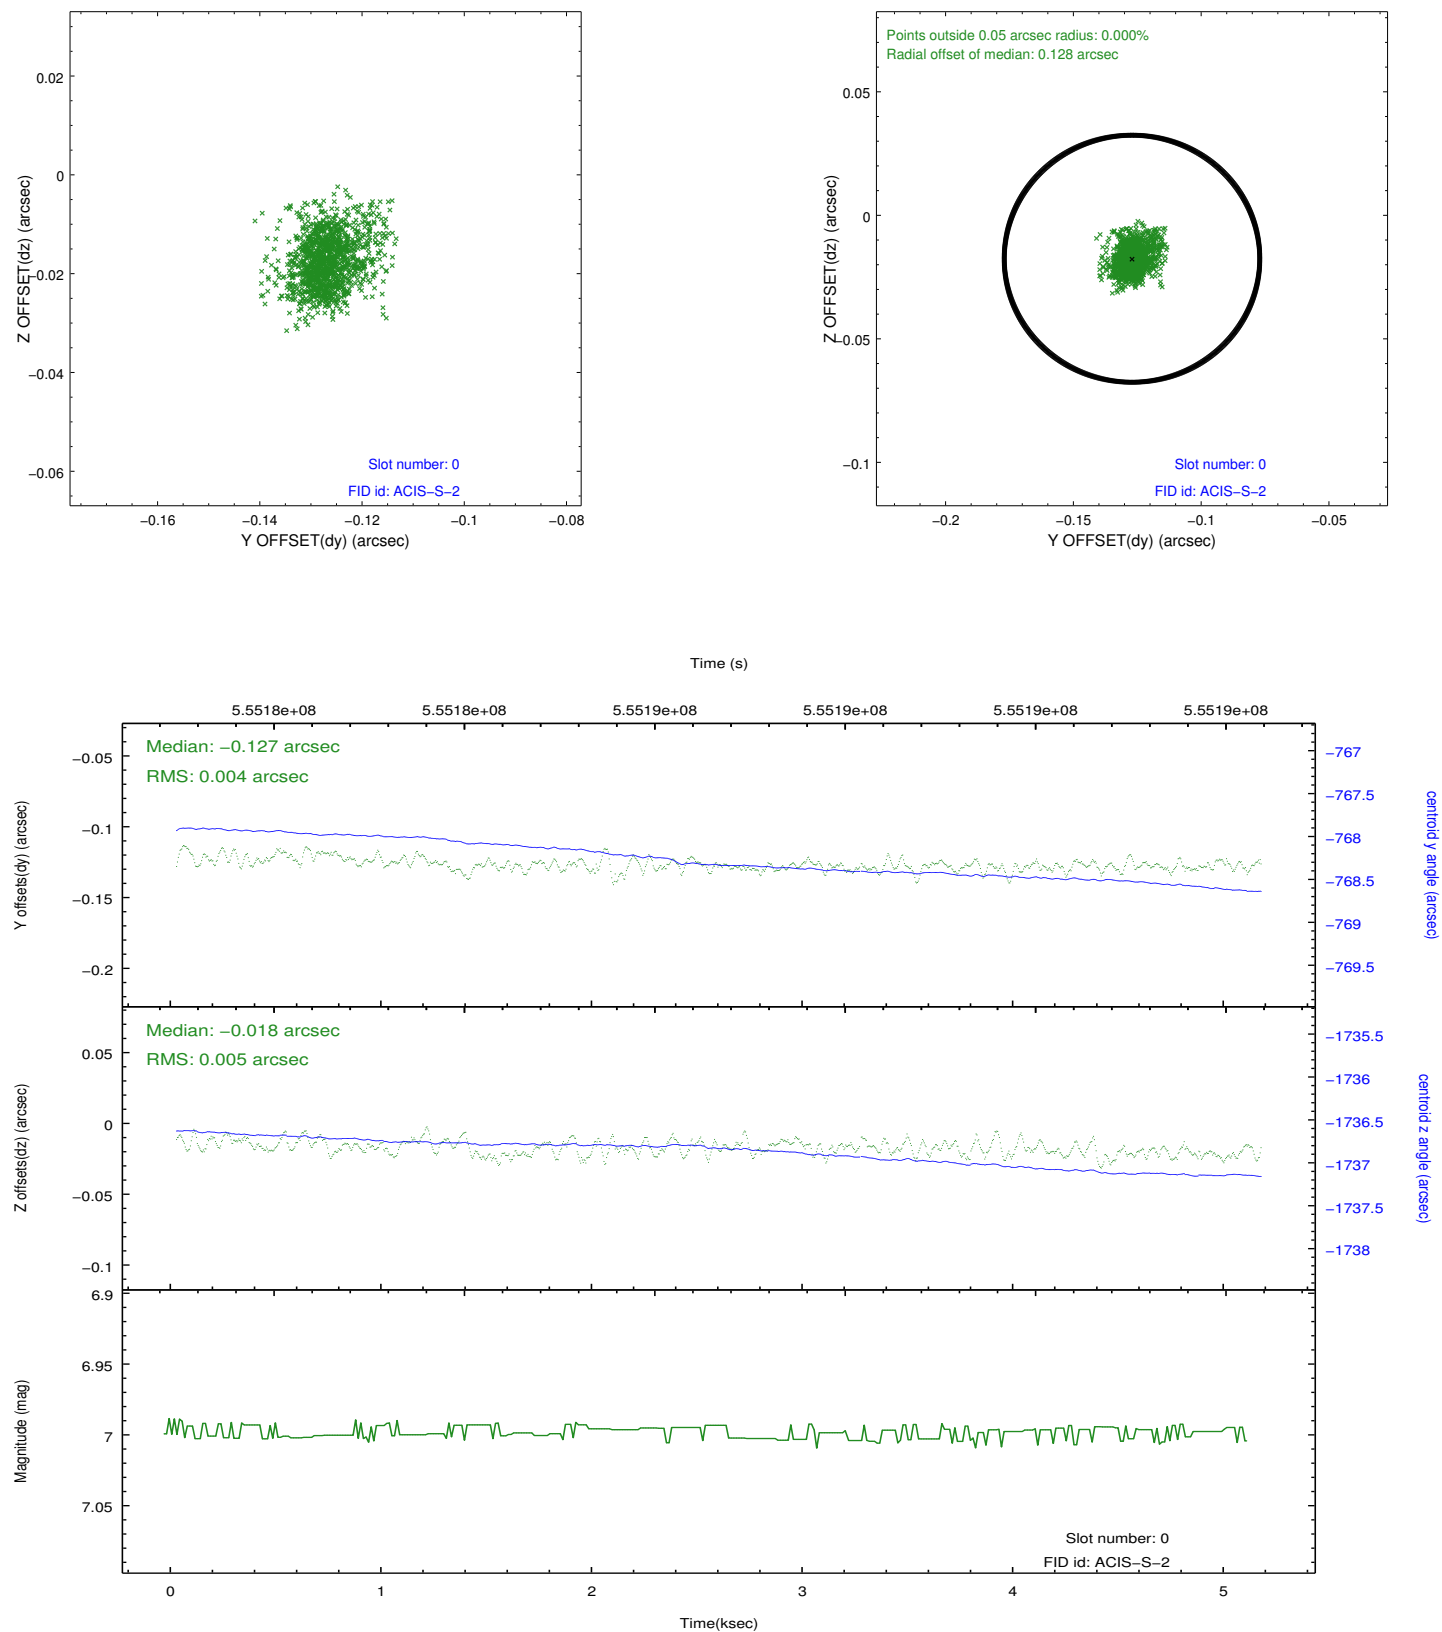 0.02
0
−0.02
−0.04
−0.06
Z OFFSET(dz) (arcsec)
Slot number: 0
FID id: ACIS−S−2
−0.16
−0.14
−0.12
−0.1
−0.08
Y OFFSET(dy) (arcsec)
Points outside 0.05 arcsec radius: 0.000%
Radial offset of median: 0.128 arcsec
0.05
0
−0.05
−0.1
Z OFFSET(dz) (arcsec)
Slot number: 0
FID id: ACIS−S−2
−0.2
−0.15
−0.1
−0.05
Y OFFSET(dy) (arcsec)
Time (s)
5.5518e+08
5.5518e+08
5.5519e+08
5.5519e+08
5.5519e+08
5.5519e+08
Median: −0.127 arcsec
RMS: 0.004 arcsec
−0.05
−0.1
−0.15
−0.2
Y offsets(dy) (arcsec)
−767
−767.5
−768
−768.5
−769
−769.5
centroid y angle (arcsec)
Median: −0.018 arcsec
RMS: 0.005 arcsec
0.05
0
−0.05
−0.1
Z offsets(dz) (arcsec)
−1735.5
−1736
−1736.5
−1737
−1737.5
−1738
centroid z angle (arcsec)
6.9
6.95
7
7.05
Magnitude (mag)
Slot number: 0
FID id: ACIS−S−2
0
1
2
3
4
5
Time(ksec)